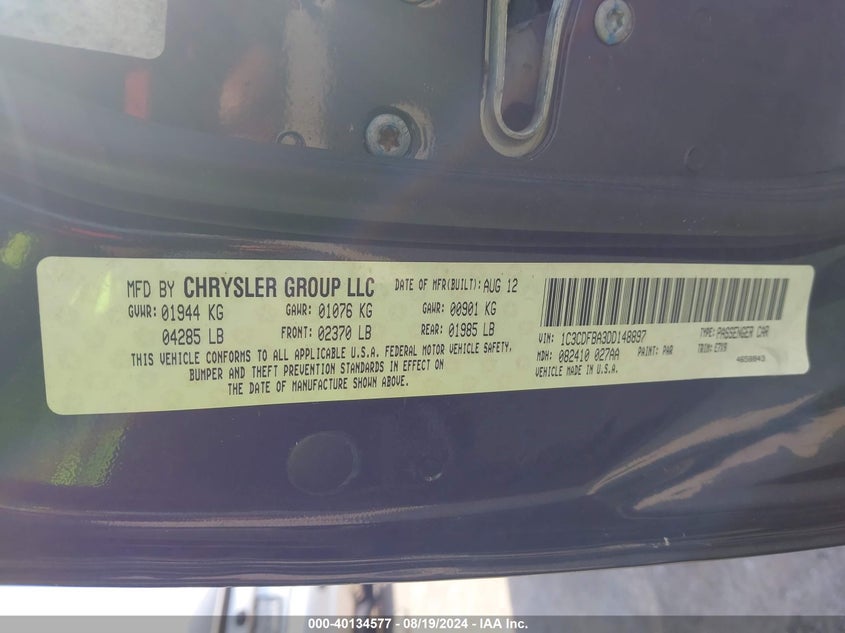 MFD BY CHRYSLER GROUP LLC DATE OF MFR(BUILT): AUG 12
GVWR: 01944 KG GAWR: 01076 KG GAWR: 00901 KG
04285 LB FRONT: 02370 LB REAR: 01985 LB
THIS VEHICLE CONFORMS TO ALL APPLICABLE U.S.A. FEDERAL MOTOR VEHICLE SAFETY,
BUMPER AND THEFT PREVENTION STANDARDS IN EFFECT ON
THE DATE OF MANUFACTURE SHOWN ABOVE.
VIN: 1C3CDFBA3DD148897 TYPE: PASSENGER CAR
MDH: 082410 027AA PAINT: PAR TRIM: E7X9
VEHICLE MADE IN U.S.A. 4658843
000-40134577 - 08/19/2024 - IAA Inc.